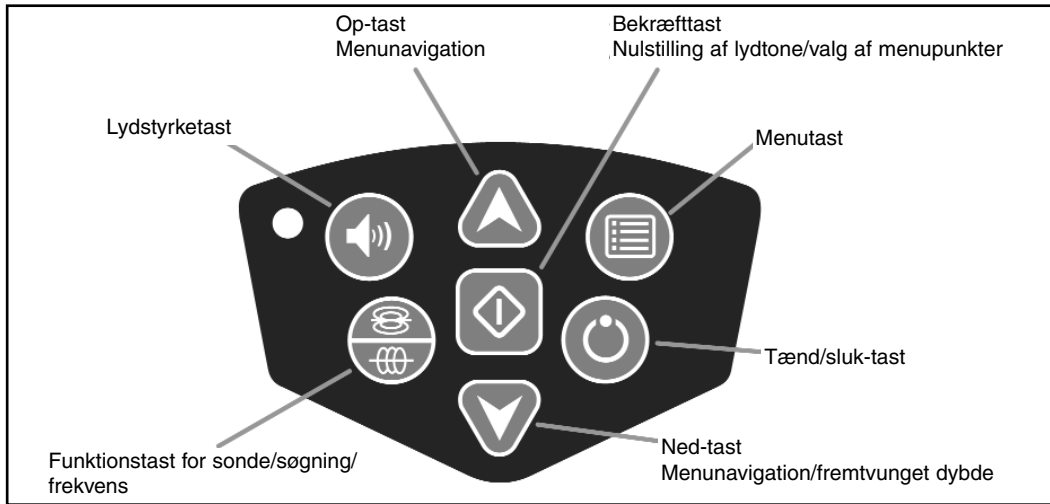 Op-tast
Menunavigation
Bekræfttast
Nulstilling af lydtone/valg af menupunkter
Lydstyrketast
Menutast
Tænd/sluk-tast
Funktionstast for sonde/søgning/
frekvens
Ned-tast
Menunavigation/fremtvunget dybde